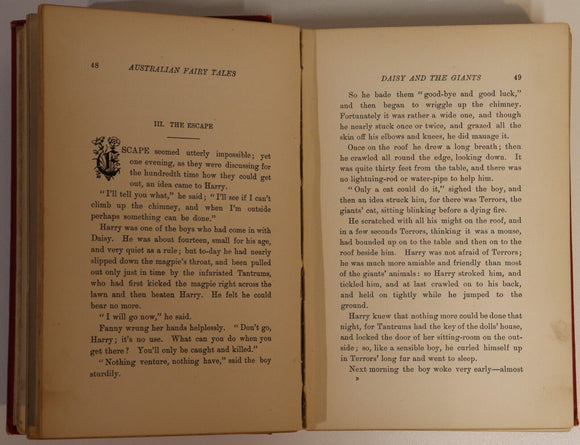 48 AUSTRALIAN FAIRY TALES
III. THE ESCAPE
ESCAPE seemed utterly impossible; yet
one evening, as they were discussing for
the hundredth time how they could get
out, an idea came to Harry.
"I'll tell you what," he said; "I'll see if I can't
climb up the chimney, and when I'm outside
perhaps something can be done."
Harry was one of the boys who had come in with
Daisy. He was about fourteen, small for his age,
and very quiet as a rule; but to-day he had nearly
slipped down the magpie's throat, and been pulled
out only just in time by the infuriated Tantrums,
who had first kicked the magpie right across the
lawn and then beaten Harry. He felt he could
bear no more.
"I will go now," he said.
Fanny wrung her hands helplessly. "Don't go,
Harry; it's no use. What can you do when you
get there? You'll only be caught and killed."
"Nothing venture, nothing have," said the boy
sturdily.
DAISY AND THE GIANTS 49
So he bade them "good-bye and good luck,"
and then began to wriggle up the chimney.
Fortunately it was rather a wide one, and though
he nearly stuck once or twice, and grazed all the
skin off his elbows and knees, he did manage it.
Once on the roof he drew a long breath; then
he crawled all round the edge, looking down. It
was quite thirty feet from the table, and there was
no lightning-rod or water-pipe to help him.
"Only a cat could do it," sighed the boy, and
then an idea struck him, for there was Terrors, the
giants' cat, sitting blinking before a dying fire.
He scratched with all his might on the roof, and
in a few seconds Terrors, thinking it was a mouse,
had bounded up on to the table and then on to the
roof beside him. Harry was not afraid of Terrors;
he was much more amiable and friendly than most
of the giants' animals: so Harry stroked him, and
tickled him, and at last crawled on to his back,
and held on tightly while he jumped to the
ground.
Harry knew that nothing more could be done that
night, for Tantrums had the key of the dolls' house,
and locked the door of her sitting-room on the out-
side; so, like a sensible boy, he curled himself up
in Terrors' long fur and went to sleep.
Next morning the boy woke very early—almost
D